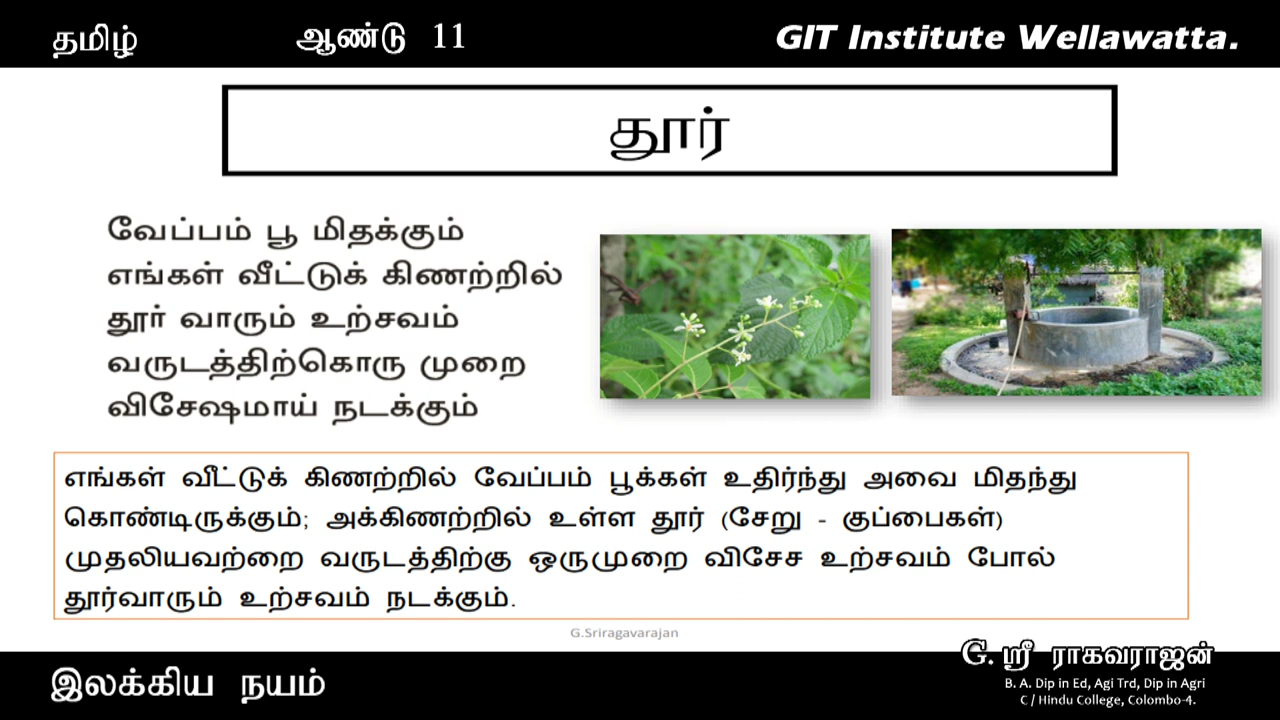 தமிழ்
ஆண்டு 11
GIT Institute Wellawatta.
தூர்
வேப்பம் பூ மிதக்கும்
எங்கள் வீட்டுக் கிணற்றில்
தூர் வாரும் உற்சவம்
வருடத்திற்கொரு முறை
விசேஷமாய் நடக்கும்
எங்கள் வீட்டுக் கிணற்றில் வேப்பம் பூக்கள் உதிர்ந்து அவை மிதந்து
கொண்டிருக்கும்; அக்கிணற்றில் உள்ள தூர் (சேறு - குப்பைகள்)
முதலியவற்றை வருடத்திற்கு ஒருமுறை விசேச உற்சவம் போல்
தூர்வாரும் உற்சவம் நடக்கும்.
G.Sriragavarajan
இலக்கிய நயம்
G. ஸ்ரீ ராகவராஜன்
B. A. Dip in Ed, Agi Trd, Dip in Agri
C / Hindu College, Colombo-4.